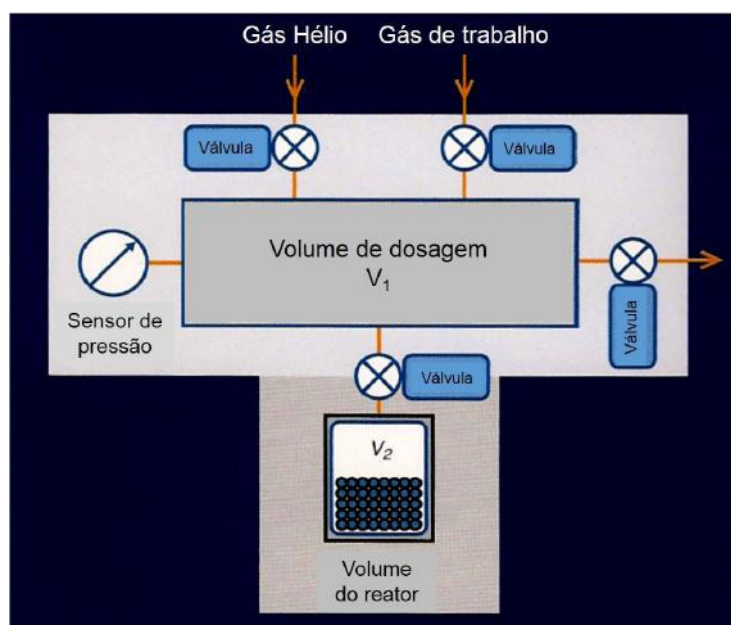 Gás Hélio
Gás de trabalho
Válvula
Válvula
Volume de dosagem
V₁
Sensor de
pressão
Válvula
Válvula
V₂
Volume
do reator